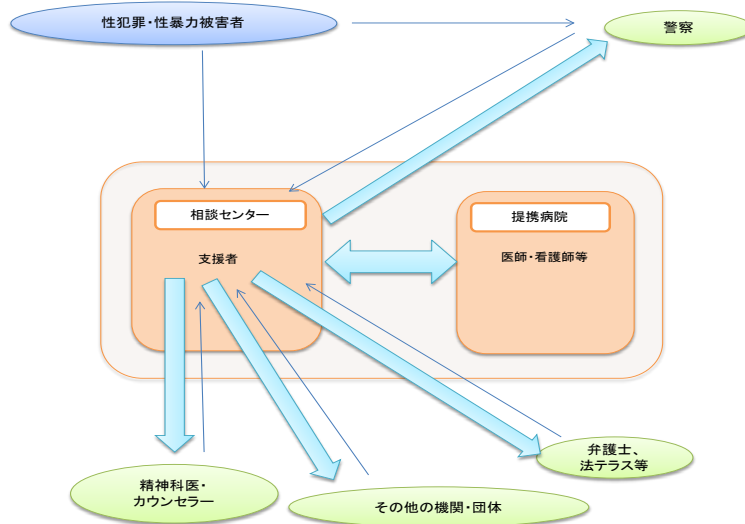 性犯罪・性暴力被害者
警察
相談センター
提携病院
支援者
医師・看護師等
弁護士、
法テラス等
精神科医・
カウンセラー
その他の機関・団体